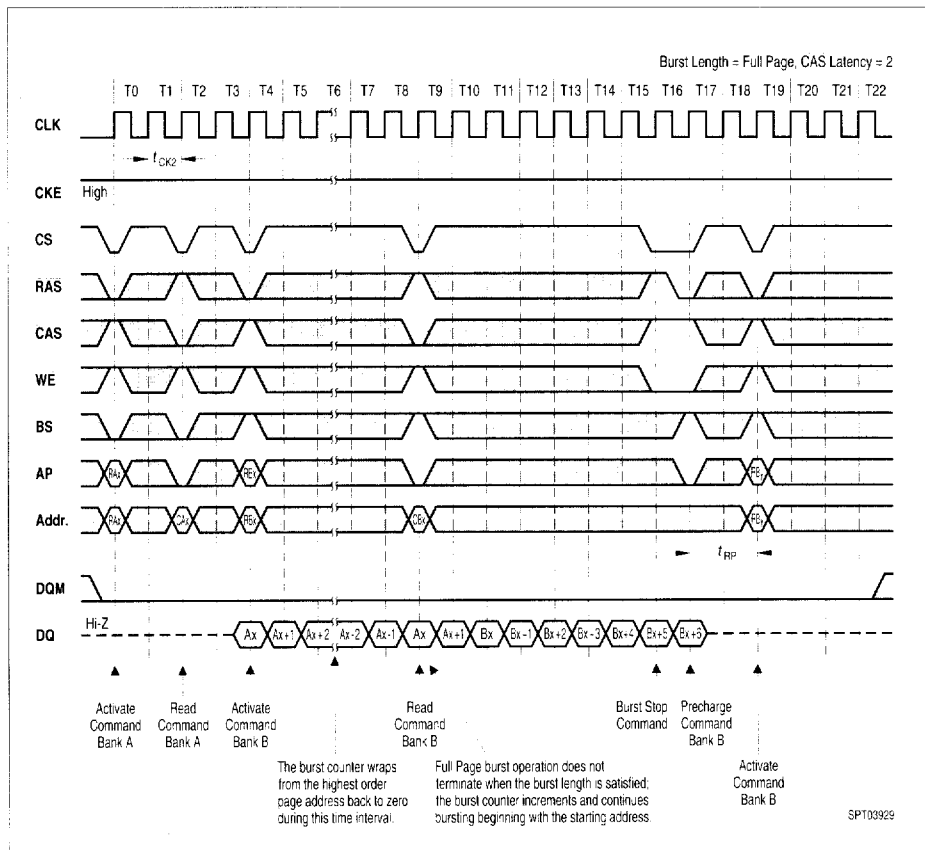 Burst Length = Full Page, CAS Latency = 2
T0 T1 T2 T3 T4 T5 T6 T7 T8 T9 T10 T11 T12 T13 T14 T15 T16 T17 T18 T19 T20 T21 T22
CLK
tCK2
CKE High
CS
RAS
CAS
WE
BS
AP RAx RBx RBy
Addr. RAx CAx RBx CBx RBy
tRP
DQM
DQ Hi-Z Ax Ax+1 Ax+2 Ax-2 Ax-1 Ax Ax+1 Bx Bx-1 Bx+2 Bx-3 Bx+4 Bx+5 Bx+6
Activate Command Bank A
Read Command Bank A
Activate Command Bank B
Read Command Bank B
Burst Stop Command
Precharge Command Bank B
The burst counter wraps
from the highest order
page address back to zero
during this time interval.
Full Page burst operation does not
terminate when the burst length is satisfied;
the burst counter increments and continues
bursting beginning with the starting address.
Activate
Command
Bank B
SPT03929